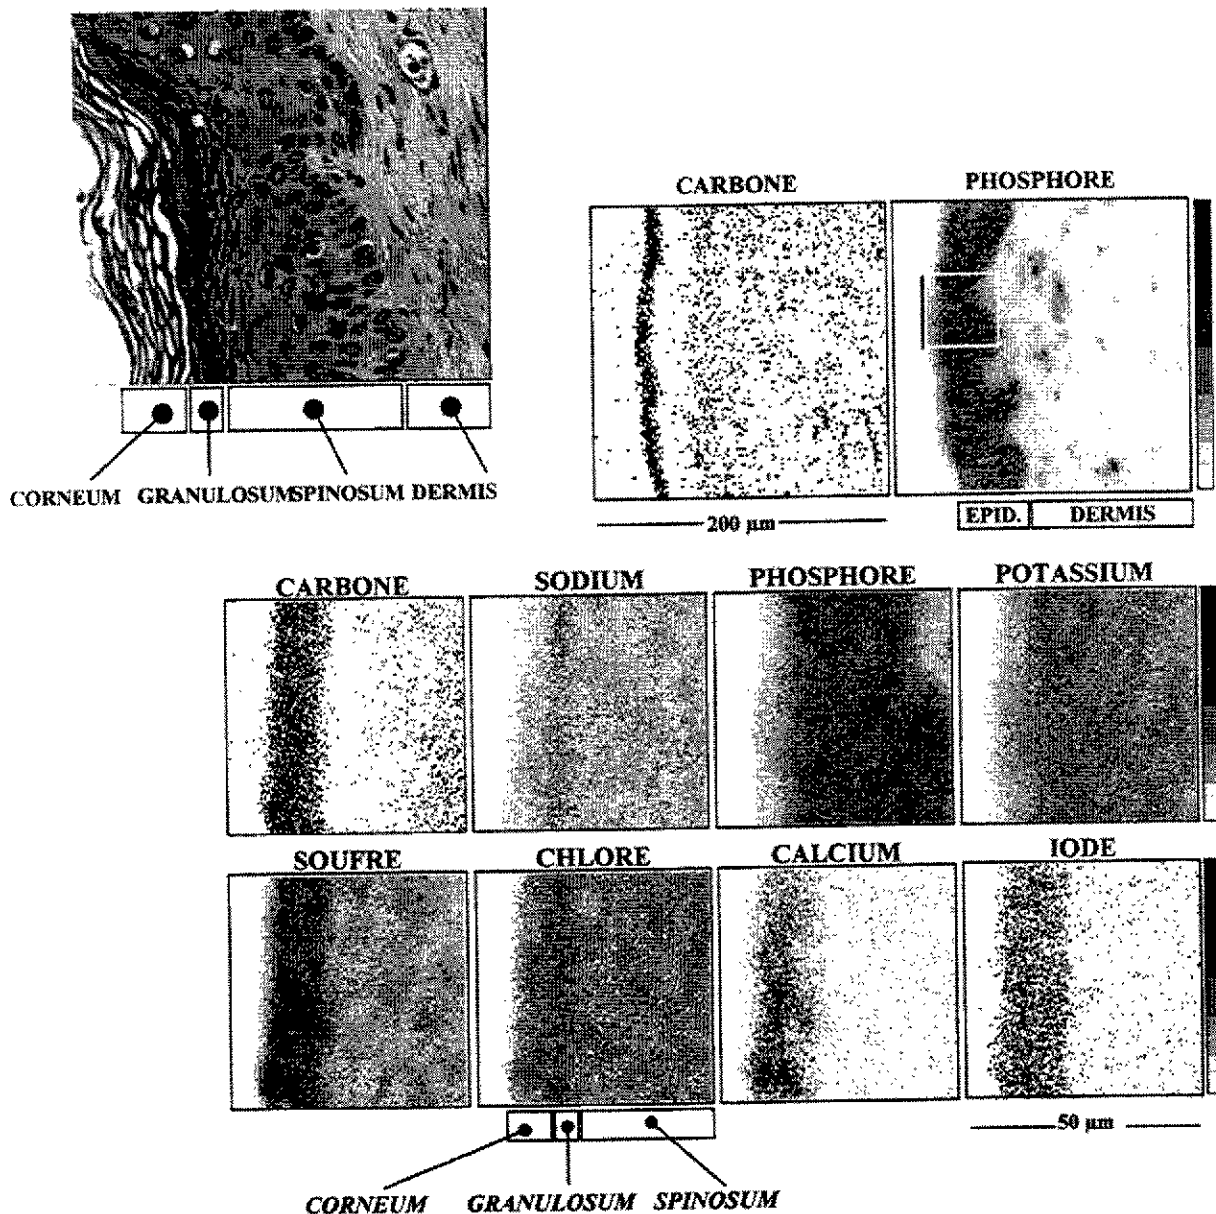 CARBONE PHOSPHORE
CORNEUM GRANULOSUM SPINOSUM DERMIS
200 µm
EPID. DERMIS
CARBONE SODIUM PHOSPHORE POTASSIUM
SOUFRE CHLORE CALCIUM IODE
50 µm
CORNEUM GRANULOSUM SPINOSUM